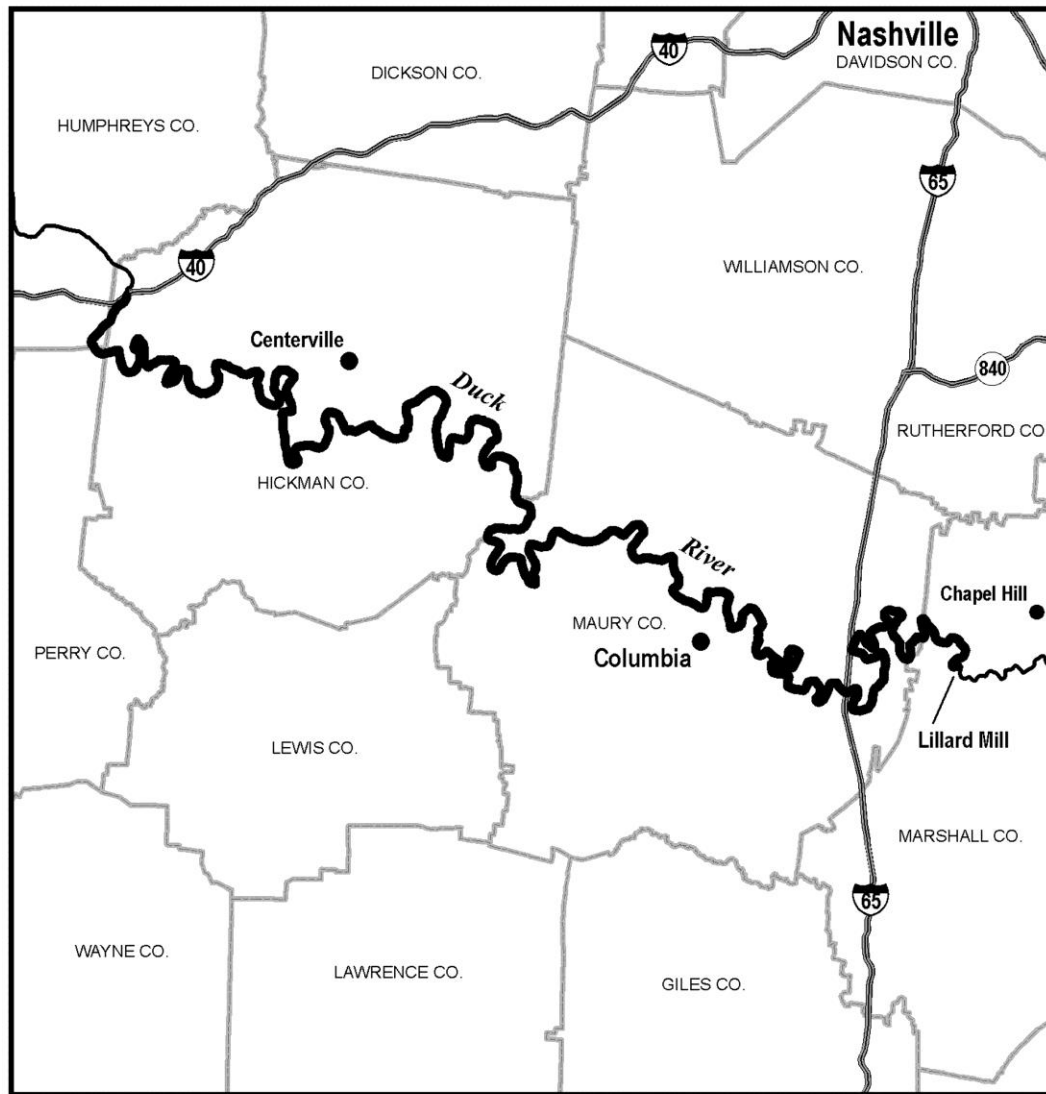 Nashville
DAVIDSON CO.
40
DICKSON CO.
HUMPHREYS CO.
65
40
WILLIAMSON CO.
Centerville
Duck
840
RUTHERFORD CO
HICKMAN CO.
River
Chapel Hill
MAURY CO.
PERRY CO.
Columbia
Lillard Mill
LEWIS CO.
MARSHALL CO.
65
WAYNE CO.
LAWRENCE CO.
GILES CO.